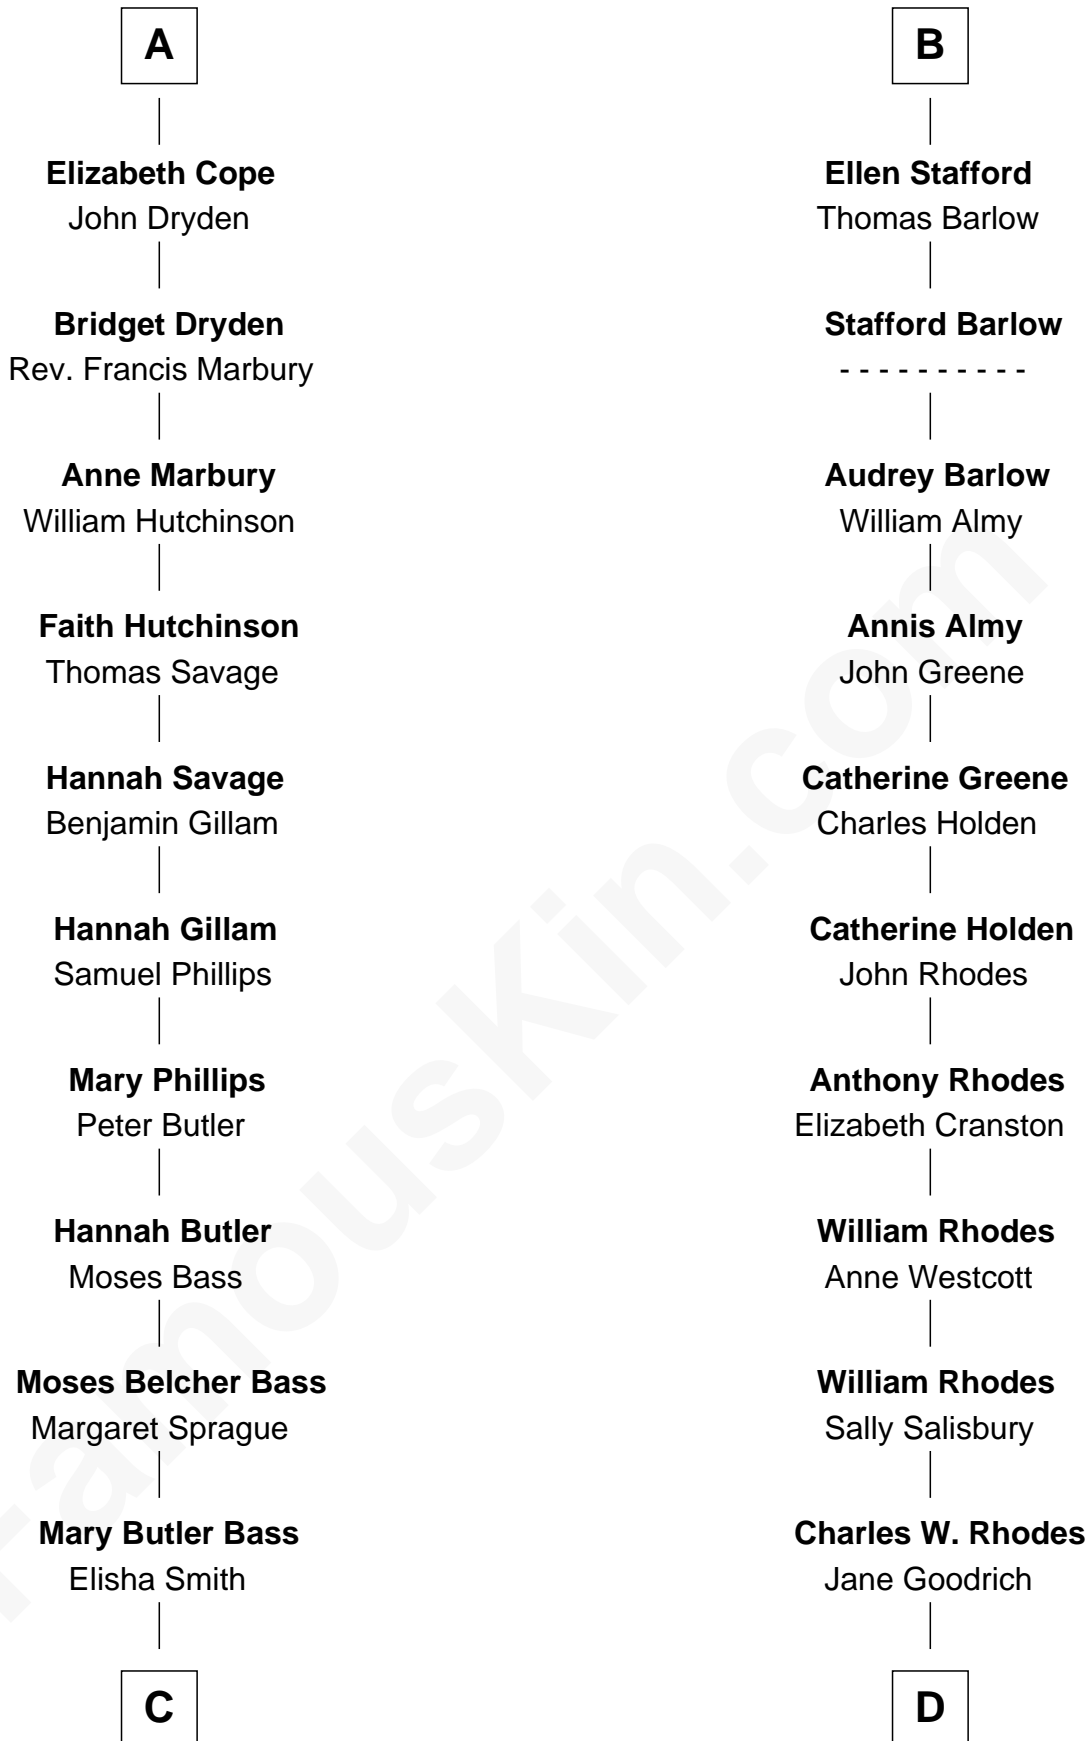 A
Elizabeth Cope
John Dryden
Bridget Dryden
Rev. Francis Marbury
Anne Marbury
William Hutchinson
Faith Hutchinson
Thomas Savage
Hannah Savage
Benjamin Gillam
Hannah Gillam
Samuel Phillips
Mary Phillips
Peter Butler
Hannah Butler
Moses Bass
Moses Belcher Bass
Margaret Sprague
Mary Butler Bass
Elisha Smith
C
B
Ellen Stafford
Thomas Barlow
Stafford Barlow
- - - - - - - - - -
Audrey Barlow
William Almy
Annis Almy
John Greene
Catherine Greene
Charles Holden
Catherine Holden
John Rhodes
Anthony Rhodes
Elizabeth Cranston
William Rhodes
Anne Westcott
William Rhodes
Sally Salisbury
Charles W. Rhodes
Jane Goodrich
D
FamousKin.com